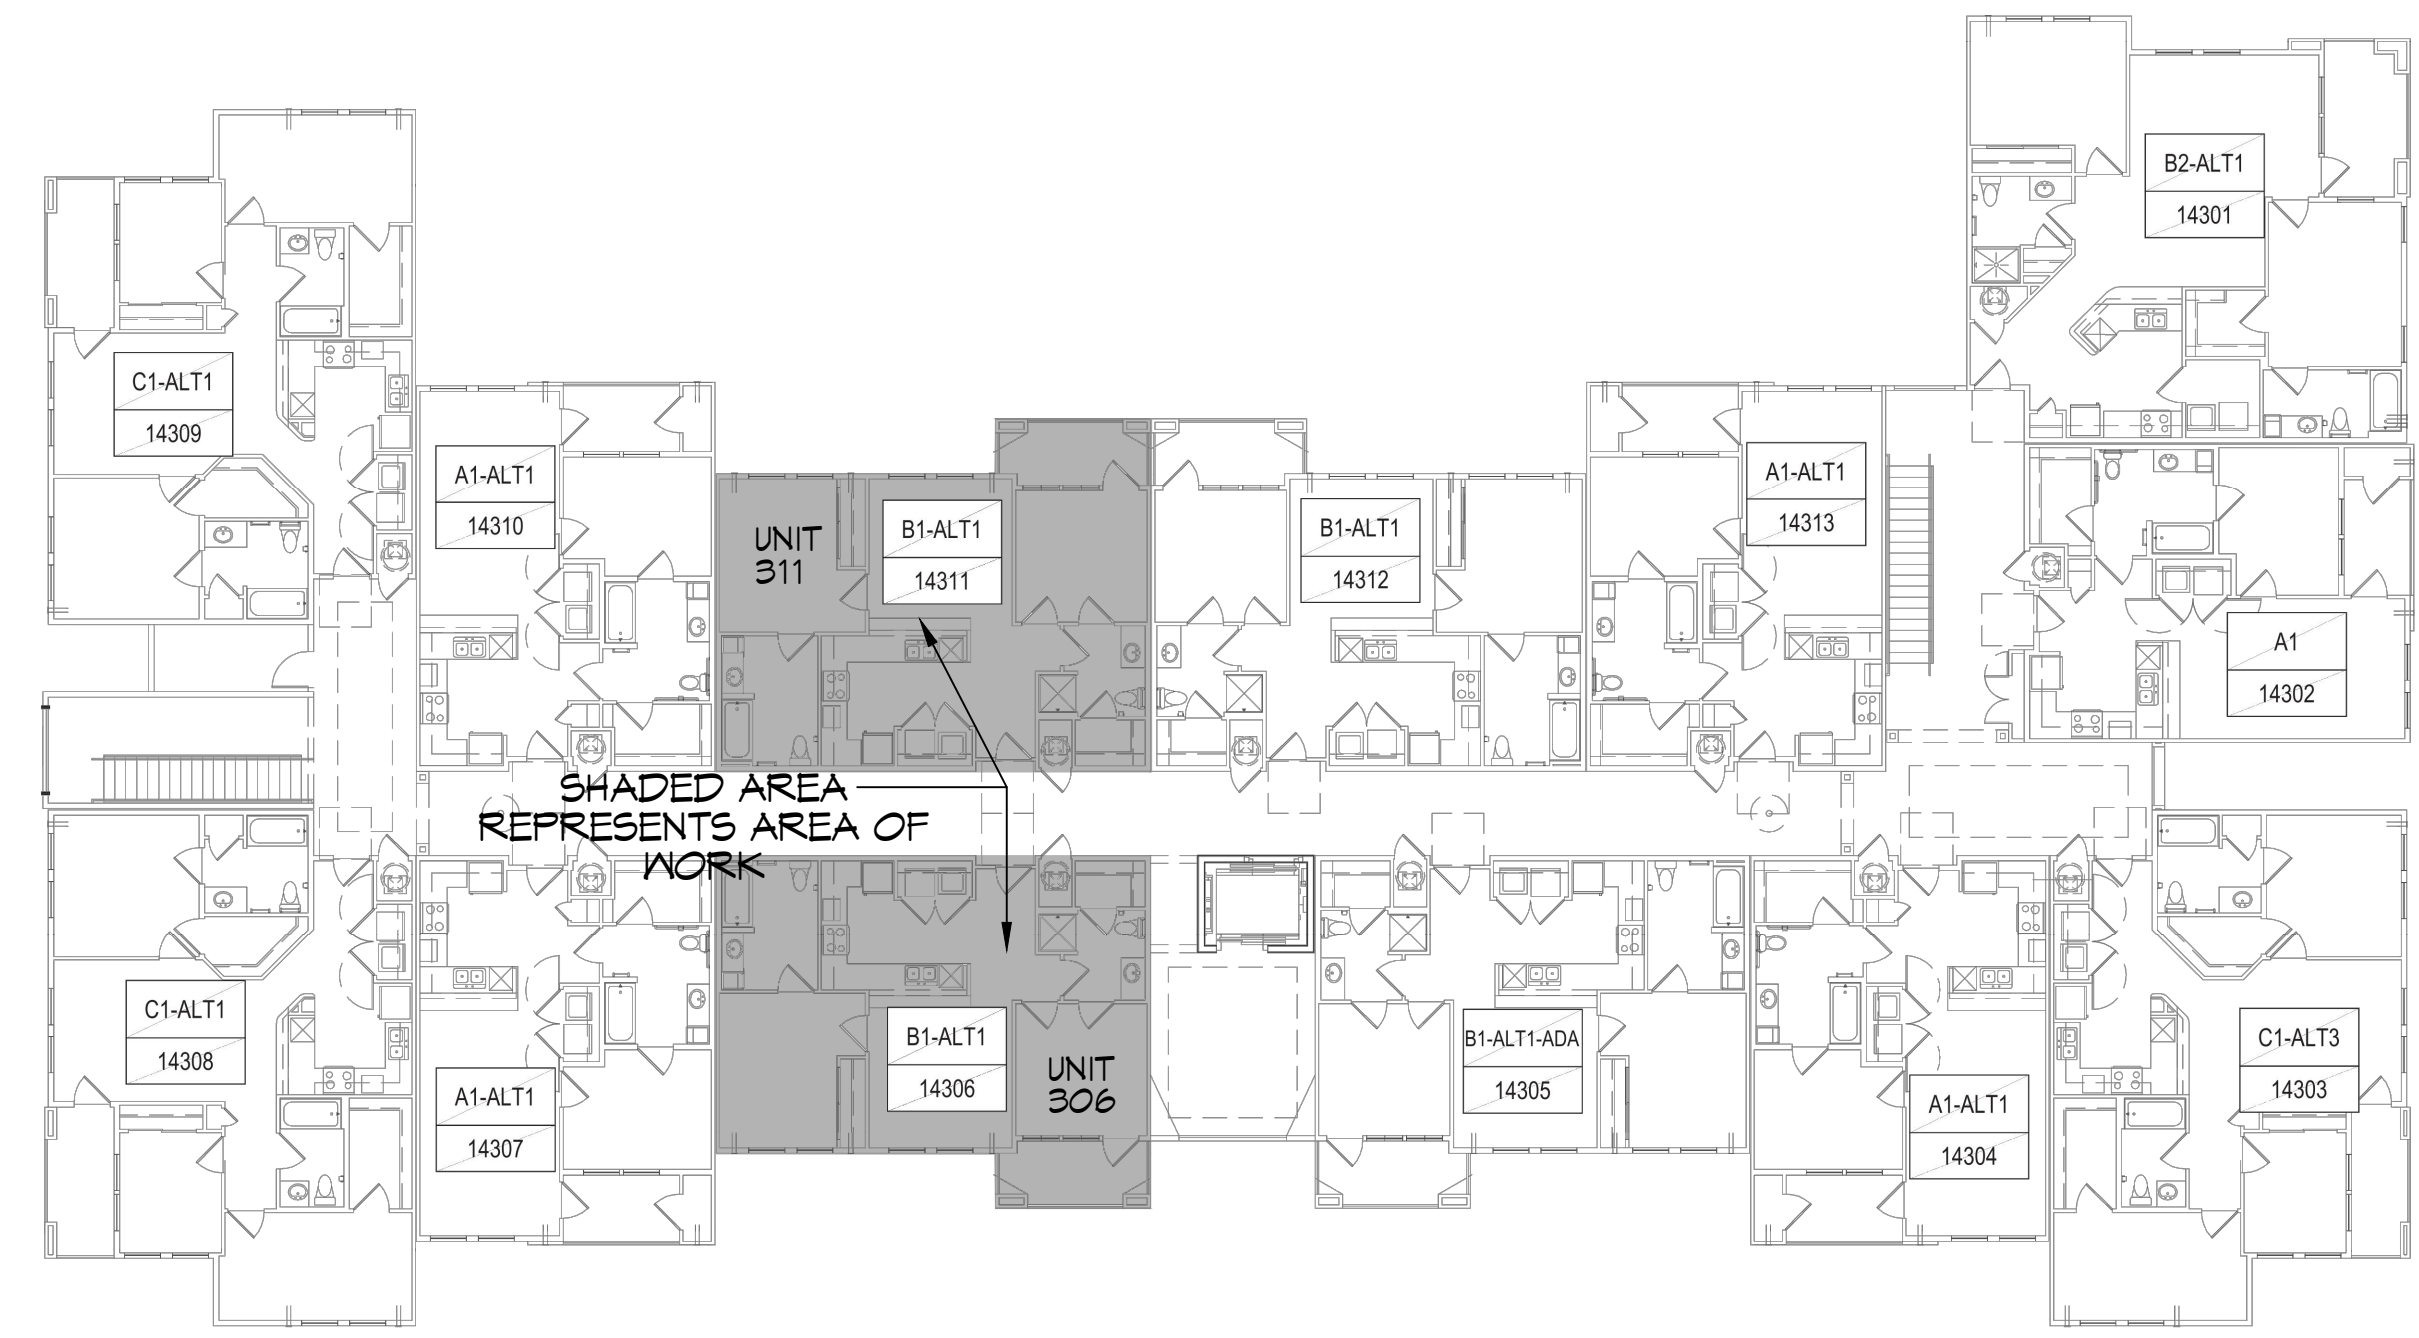 B2-ALT1
14301
C1-ALT1
14309
A1-ALT1
14310
UNIT
311
B1-ALT1
14311
B1-ALT1
14312
A1-ALT1
14313
A1
14302
SHADED AREA
REPRESENTS AREA OF
WORK
C1-ALT1
14308
A1-ALT1
14307
B1-ALT1
14306
UNIT
306
B1-ALT1-ADA
14305
A1-ALT1
14304
C1-ALT3
14303